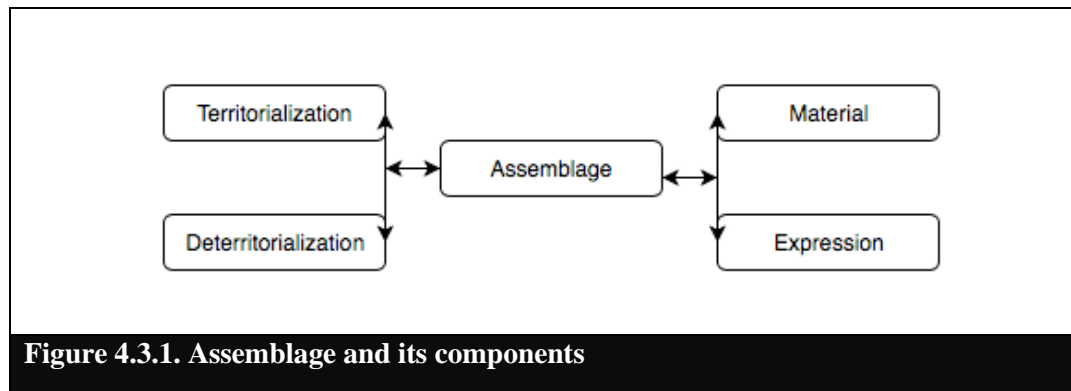 Territorialization
Material
Assemblage
Deterritorialization
Expression
Figure 4.3.1. Assemblage and its components